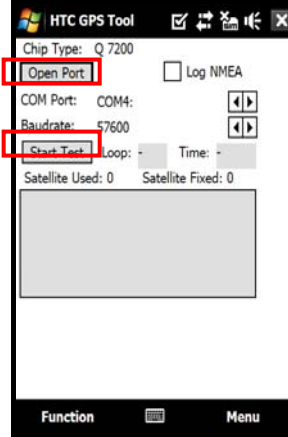 HTC GPS Tool
Chip Type: Q 7200
Open Port Log NMEA
COM Port: COM4:
Baudrate: 57600
Start Test Loop: - Time: -
Satellite Used: 0 Satellite Fixed: 0
Function Menu